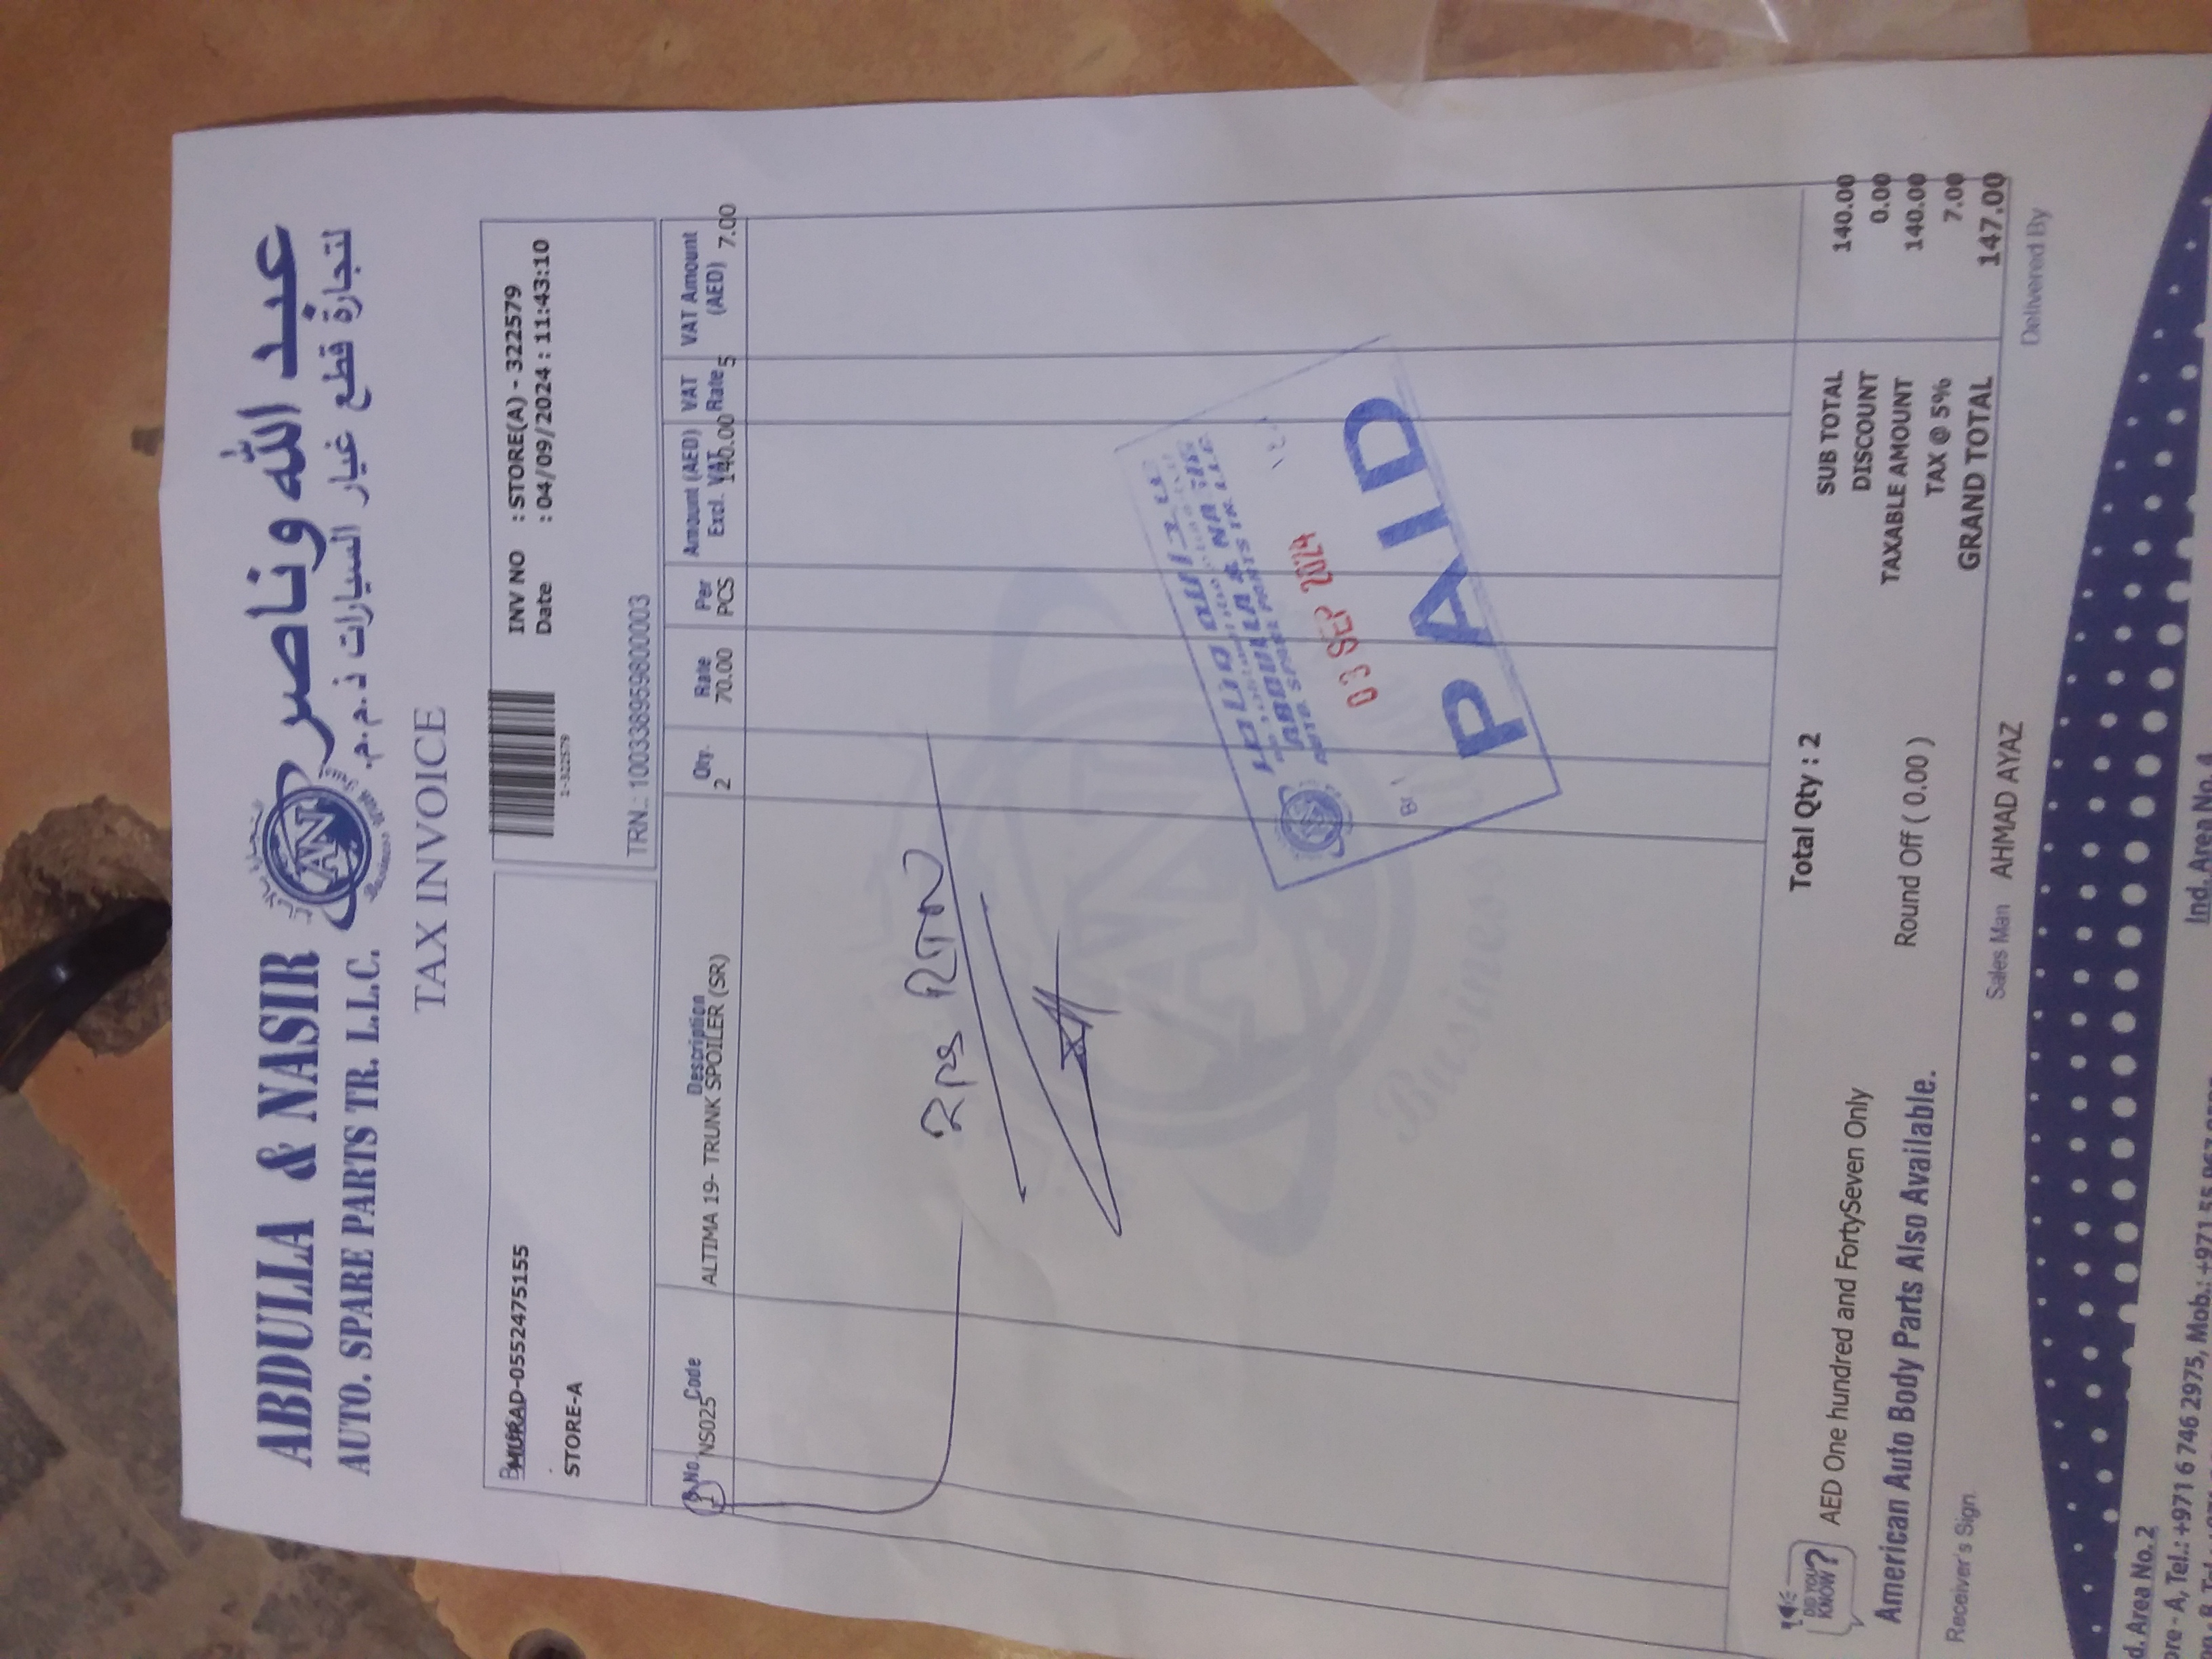 ABDULLA & NASIR
عبد الله وناصر
AUTO. SPARE PARTS TR. L.L.C.
لتجارة قطع غيار السيارات ذ.م.م.
AN
TAX INVOICE
MURAD-0552475155
STORE-A
1-322579
INV NO : STORE(A) - 322579
Date : 04/09/2024 : 11:43:10
TRN.: 100338959800003
No. Code Description Qty. Rate Per Amount (AED) Excl. VAT VAT Rate VAT Amount (AED)
1 NS025 ALTIMA 19- TRUNK SPOILER (SR) 2 70.00 PCS 140.00 5 7.00
ABDULLA & NASIR
AUTO SPARE PARTS TR. L.L.C
03 SEP 2024
PAID
Business
Total Qty : 2
SUB TOTAL 140.00
DISCOUNT 0.00
TAXABLE AMOUNT 140.00
TAX @ 5% 7.00
GRAND TOTAL 147.00
DID YOU KNOW?
AED One hundred and FortySeven Only
Round Off ( 0.00 )
American Auto Body Parts Also Available.
Receiver's Sign.
Sales Man AHMAD AYAZ
Delivered By
d. Area No. 2
Ind. Area No. 4
ore - A, Tel.: +971 6 746 2975, Mob.: +971 55